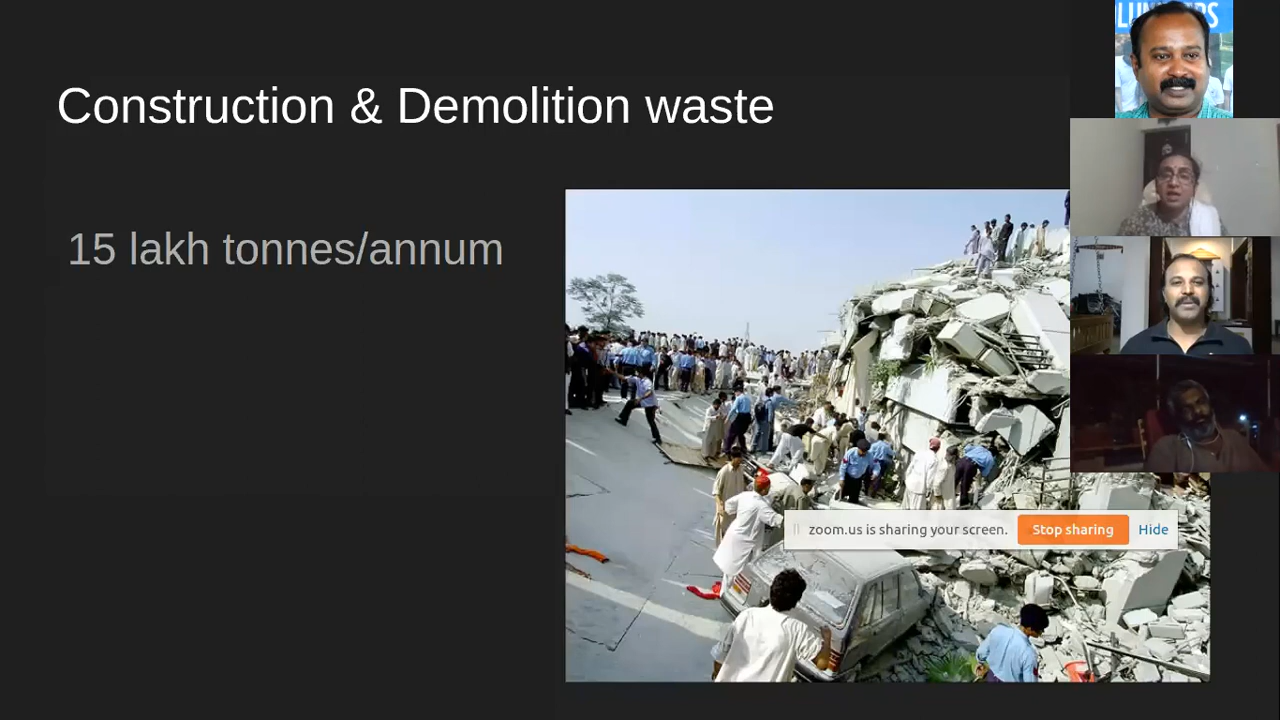 Construction & Demolition waste
15 lakh tonnes/annum
zoom.us is sharing your screen. Stop sharing Hide